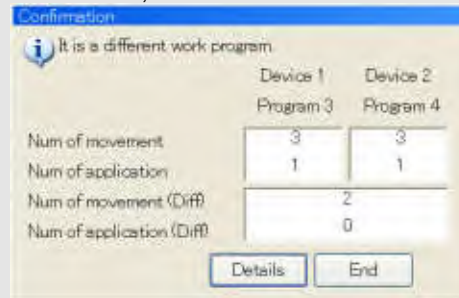 Confirmation
It is a different work program
Device 1 Device 2
Program 3 Program 4
Num of movement 3 3
Num of application 1 1
Num of movement (Diff) 2
Num of application (Diff) 0
Details End